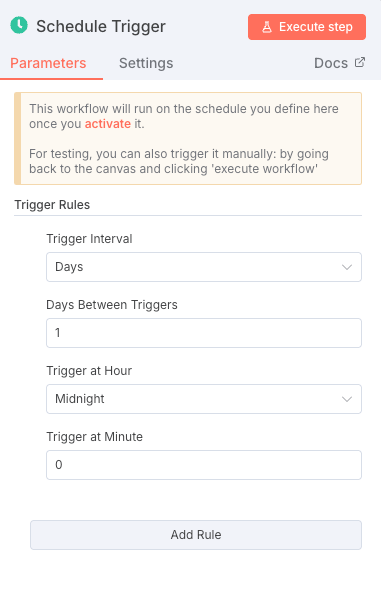 Schedule Trigger
Execute step
Parameters
Settings
Docs
This workflow will run on the schedule you define here
once you activate it.
For testing, you can also trigger it manually: by going
back to the canvas and clicking 'execute workflow'
Trigger Rules
Trigger Interval
Days
Days Between Triggers
1
Trigger at Hour
Midnight
Trigger at Minute
0
Add Rule